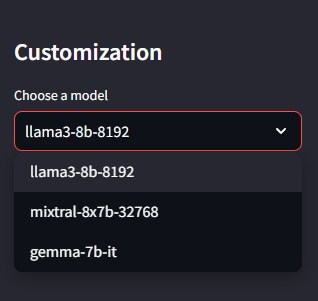 Customization
Choose a model
llama3-8b-8192
llama3-8b-8192
mixtral-8x7b-32768
gemma-7b-it